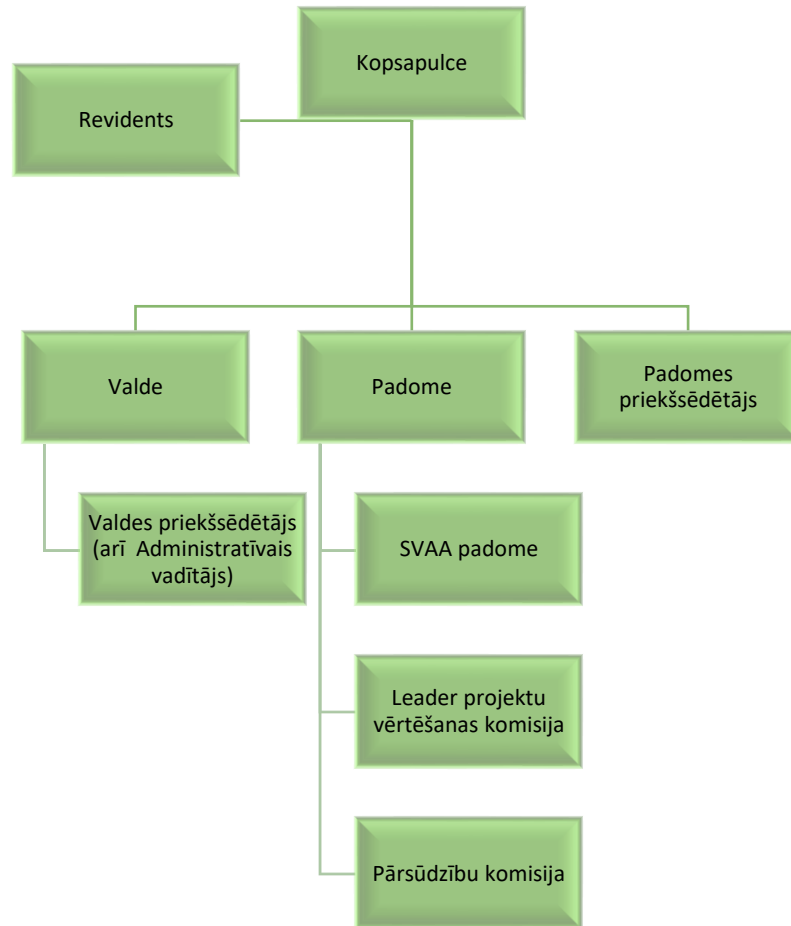 Kopsapulce
Revidents
Valde
Padome
Padomes
priekšsēdētājs
Valdes priekšsēdētājs
(arī Administratīvais
vadītājs)
SVAA padome
Leader projektu
vērtēšanas komisija
Pārsūdzību komisija